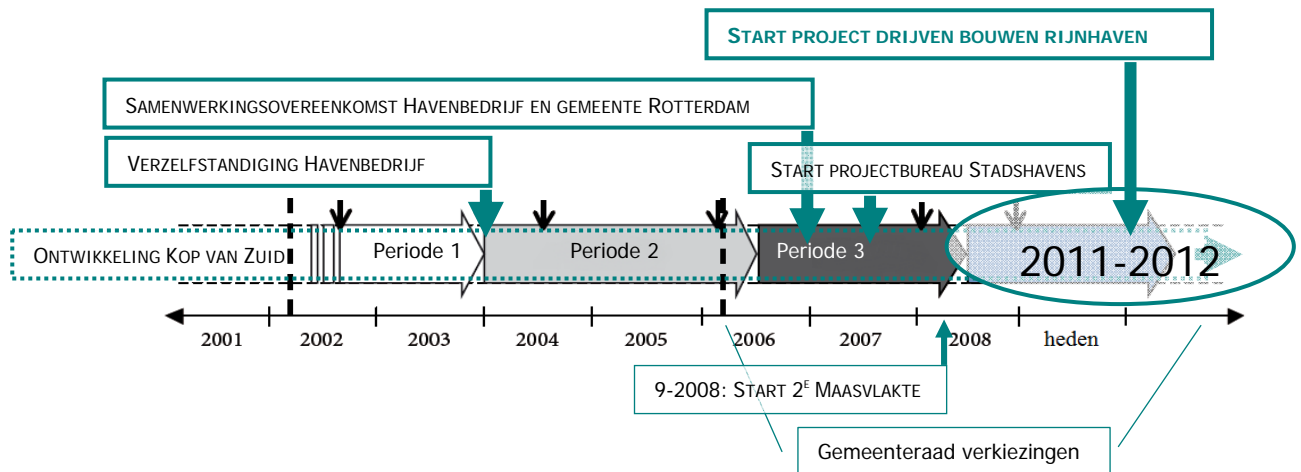 START PROJECT DRIJVEN BOUWEN RIJNHAVEN
SAMENWERKINGSOVEREENKOMST HAVENBEDRIJF EN GEMEENTE ROTTERDAM
VERZELFSTANDIGING HAVENBEDRIJF
START PROJECTBUREAU STADSHAVENS
ONTWIKKELING KOP VAN ZUID
Periode 1
Periode 2
Periode 3
2011-2012
2001 2002 2003 2004 2005 2006 2007 2008 heden
9-2008: START 2E MAASVLAKTE
Gemeenteraad verkiezingen